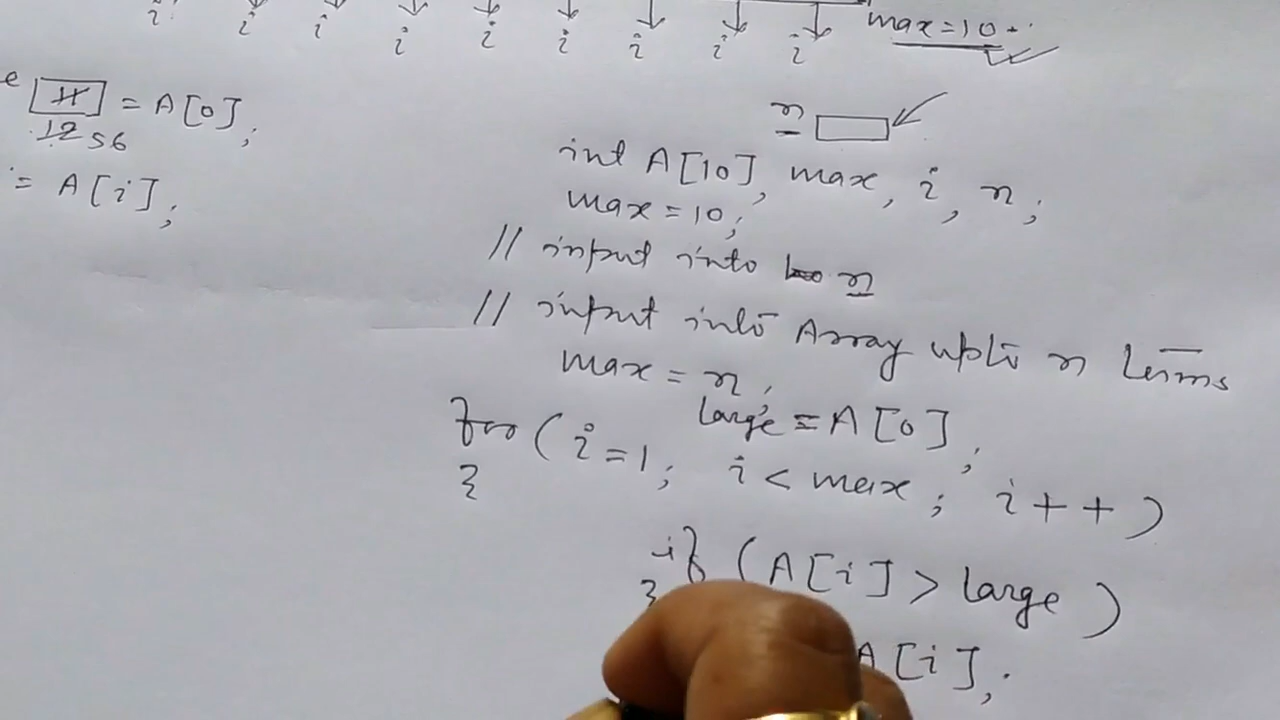 i i i i i i i i i
max=10
e 11 = A[0];
12 56
= A[i];
n
int A[10], max, i, n;
max=10;
// input into n
// input into Array upto n terms
max = n;
large = A[0];
for (i=1; i < max; i++)
{
if (A[i] > large)
{
A[i];